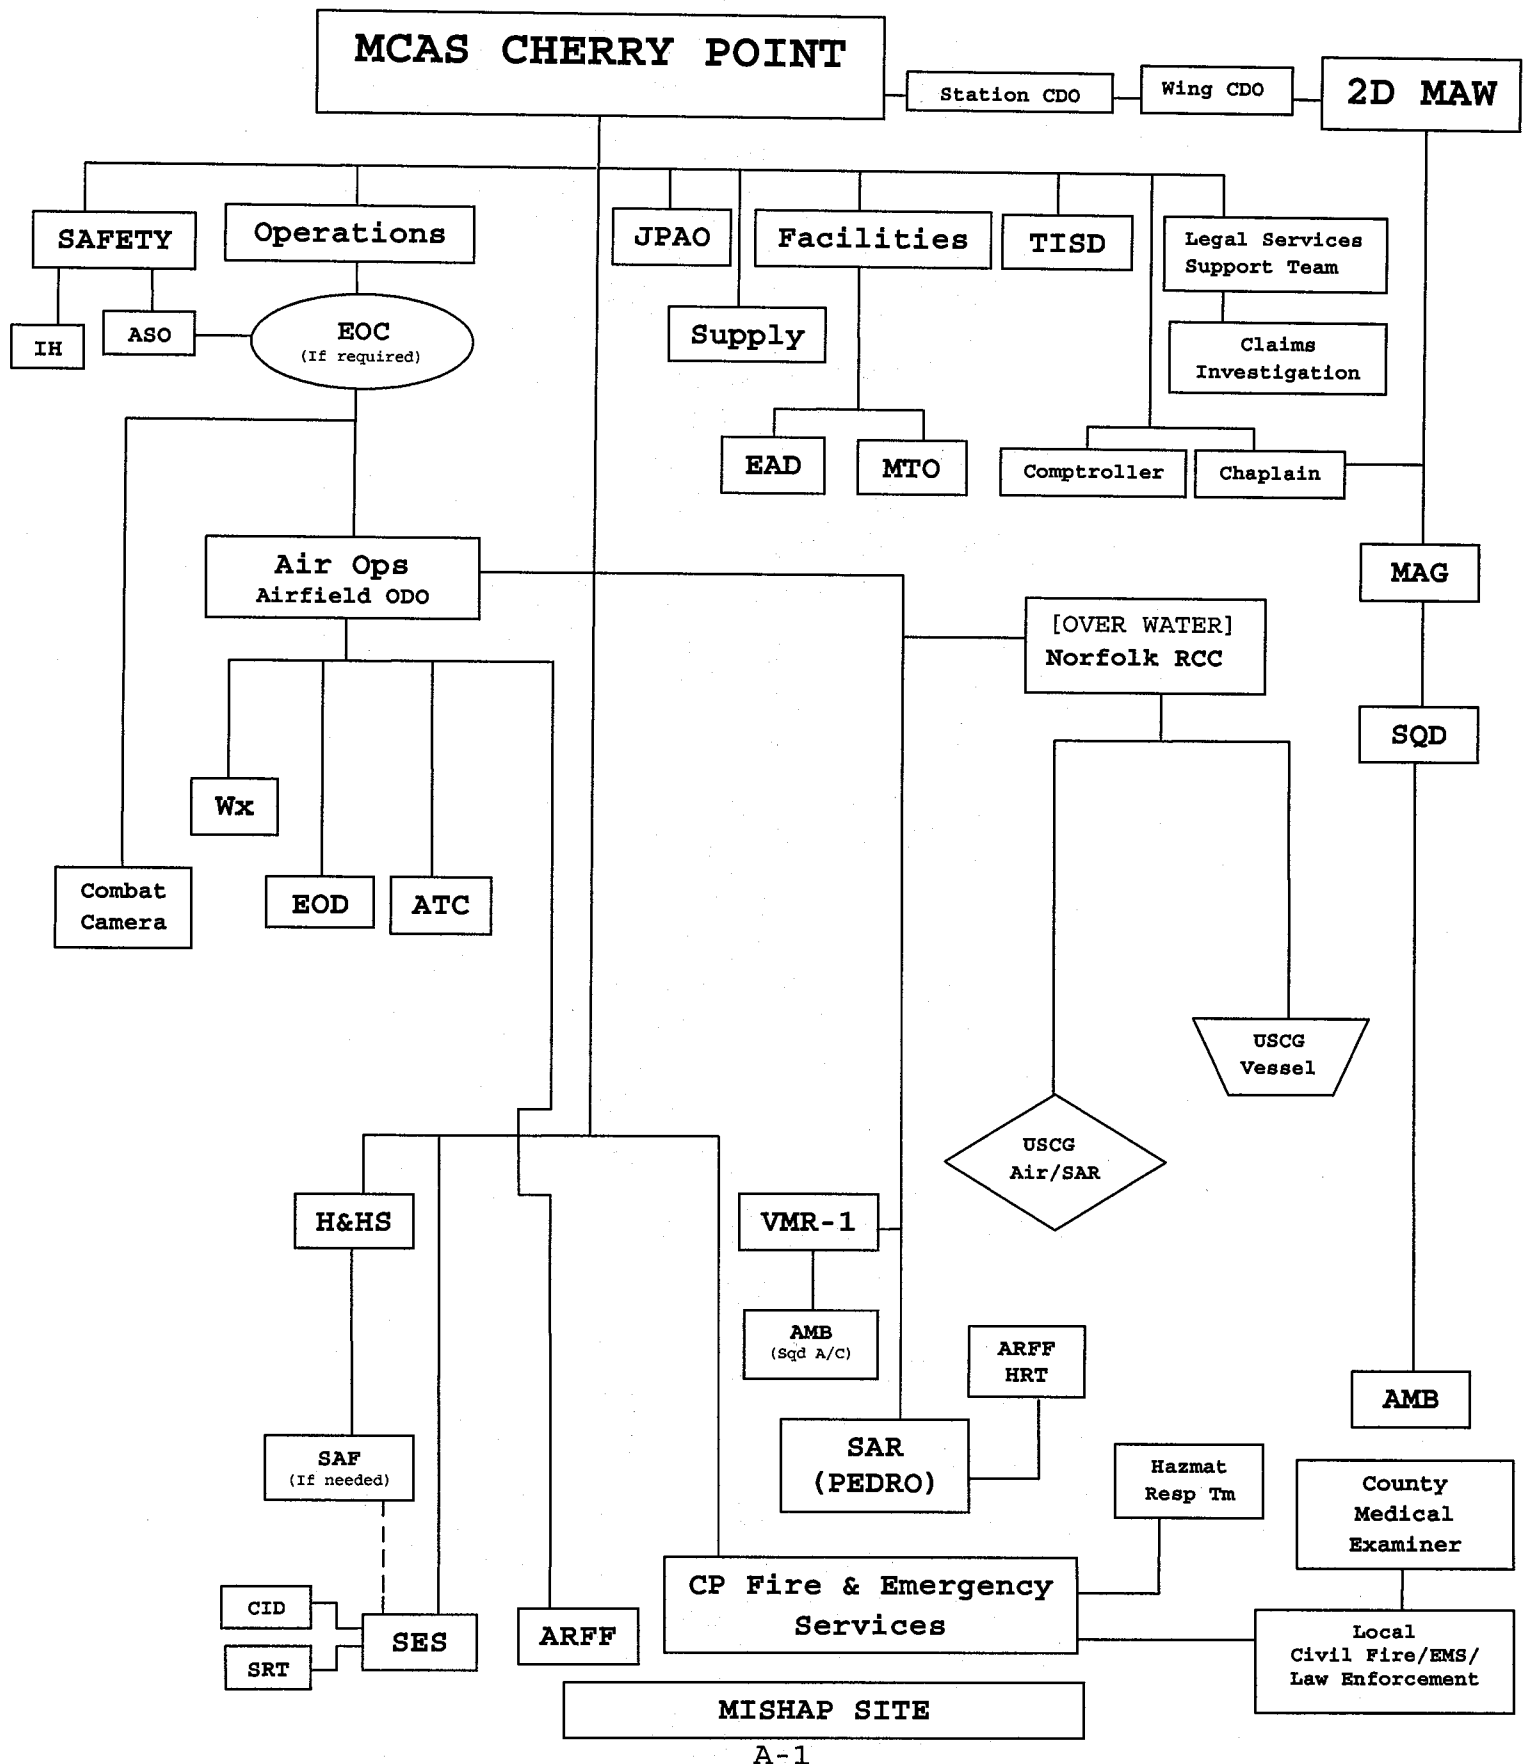 MCAS CHERRY POINT
Station CDO
Wing CDO
2D MAW
SAFETY
Operations
JPAO
Facilities
TISD
Legal Services
Support Team
IH
ASO
EOC
(If required)
Supply
Claims
Investigation
EAD
MTO
Comptroller
Chaplain
Air Ops
Airfield ODO
MAG
[OVER WATER]
Norfolk RCC
SQD
Wx
Combat
Camera
EOD
ATC
USCG
Vessel
USCG
Air/SAR
H&HS
VMR-1
AMB
(Sqd A/C)
ARFF
HRT
AMB
SAF
(If needed)
SAR
(PEDRO)
Hazmat
Resp Tm
County
Medical
Examiner
CID
SRT
SES
ARFF
CP Fire & Emergency
Services
Local
Civil Fire/EMS/
Law Enforcement
MISHAP SITE
A-1